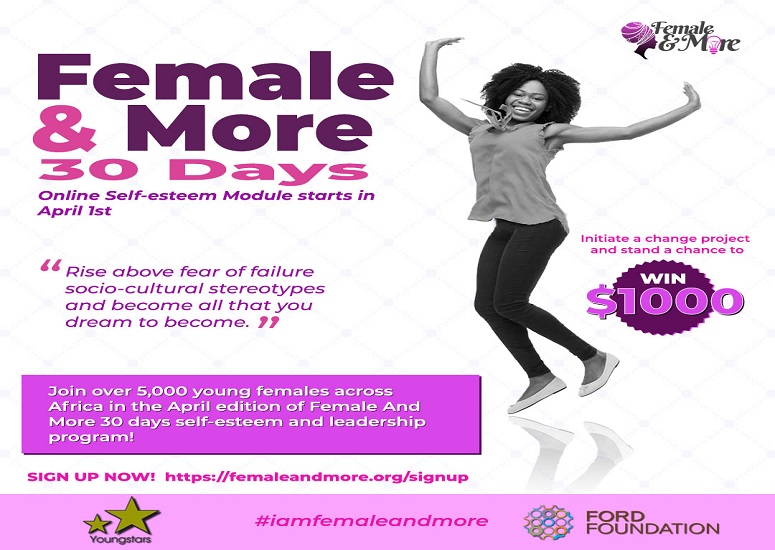 Female
& More
Female
& More
30 Days
Online Self-esteem Module starts in
April 1st
Initiate a change project
and stand a chance to
WIN
$1000
“ Rise above fear of failure
socio-cultural stereotypes
and become all that you
dream to become. ”
Join over 5,000 young females across
Africa in the April edition of Female And
More 30 days self-esteem and leadership
program!
SIGN UP NOW! https://femaleandmore.org/signup
Youngstars
#iamfemaleandmore
FORD
FOUNDATION